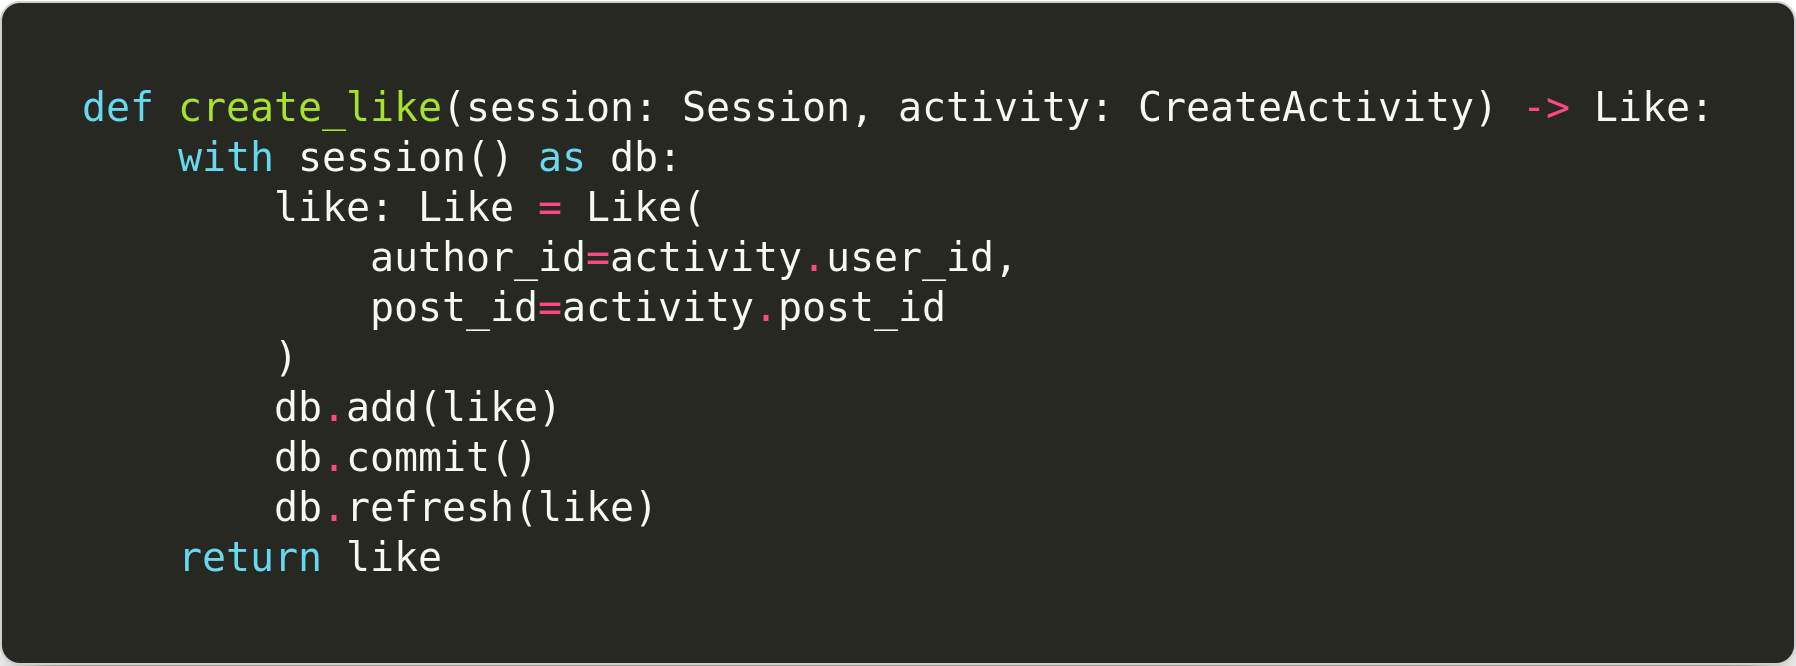 def create_like(session: Session, activity: CreateActivity) -> Like:
    with session() as db:
        like: Like = Like(
            author_id=activity.user_id,
            post_id=activity.post_id
        )
        db.add(like)
        db.commit()
        db.refresh(like)
    return like